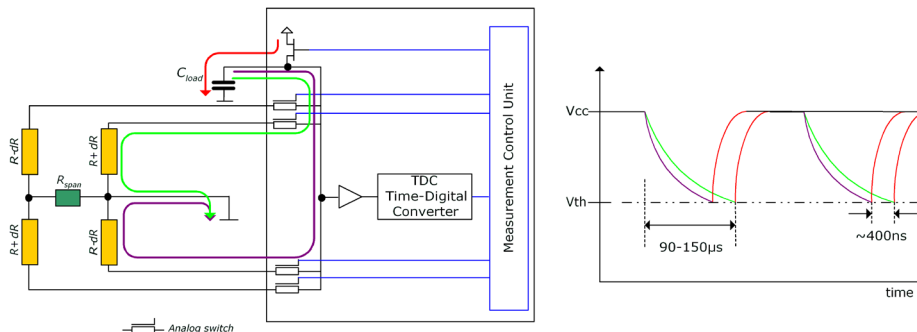 C_load
R-dR
R+dR
R_span
R+dR
R-dR
TDC
Time-Digital
Converter
Measurement Control Unit
Analog switch
Vcc
Vth
90-150µs
~400ns
time